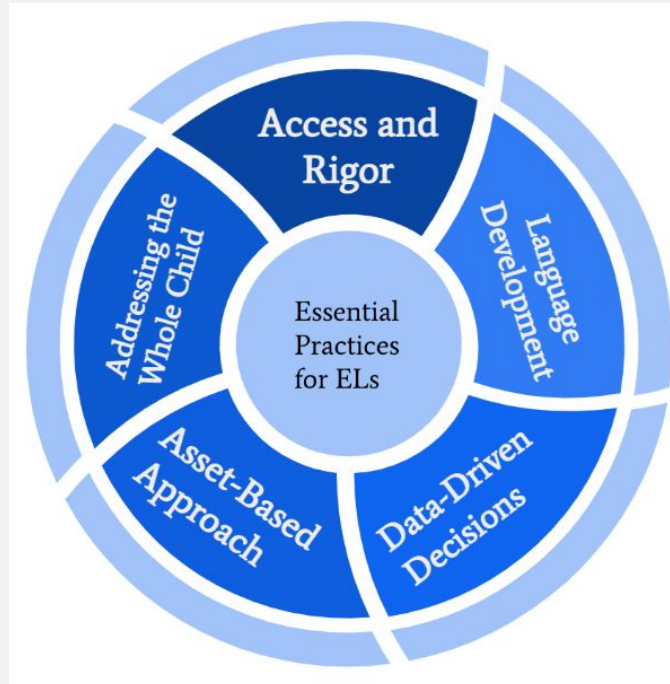 Access and
Rigor
Language
Development
Data-Driven
Decisions
Asset-Based
Approach
Addressing the
Whole Child
Essential
Practices
for ELs